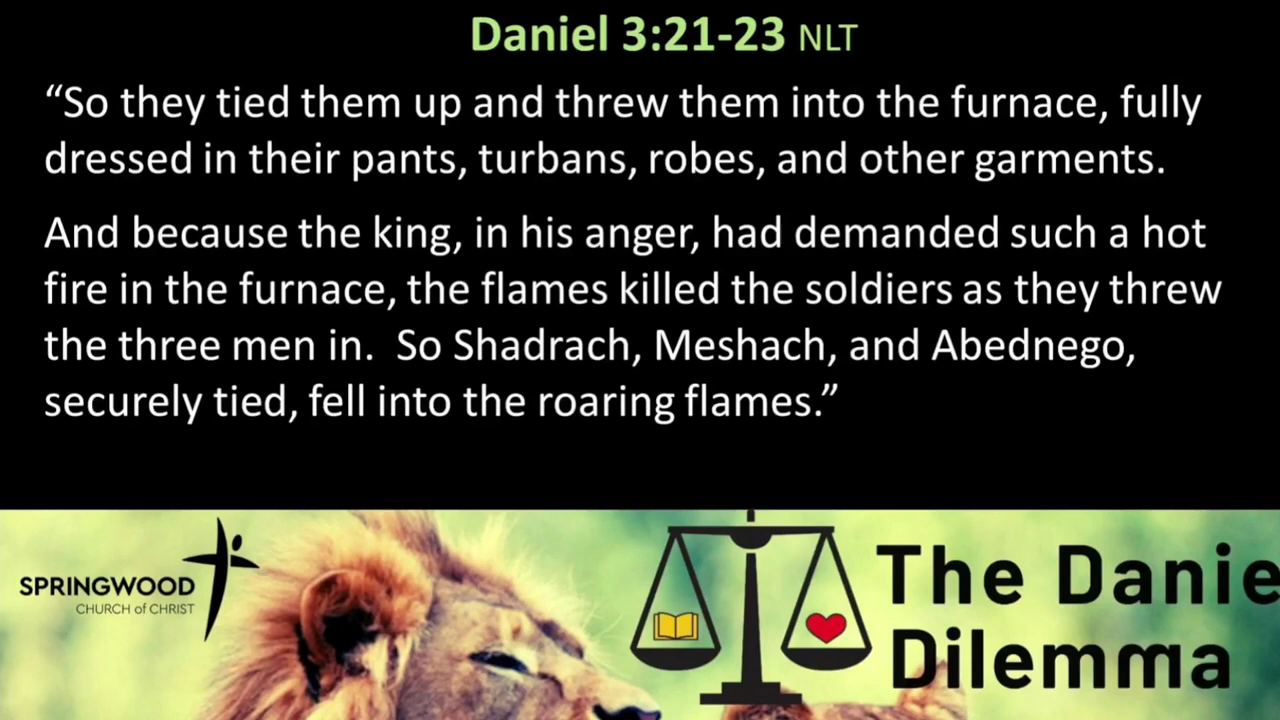 Daniel 3:21-23 NLT
“So they tied them up and threw them into the furnace, fully
dressed in their pants, turbans, robes, and other garments.
And because the king, in his anger, had demanded such a hot
fire in the furnace, the flames killed the soldiers as they threw
the three men in.  So Shadrach, Meshach, and Abednego,
securely tied, fell into the roaring flames.”
SPRINGWOOD
CHURCH of CHRIST
The Danie
Dilemma